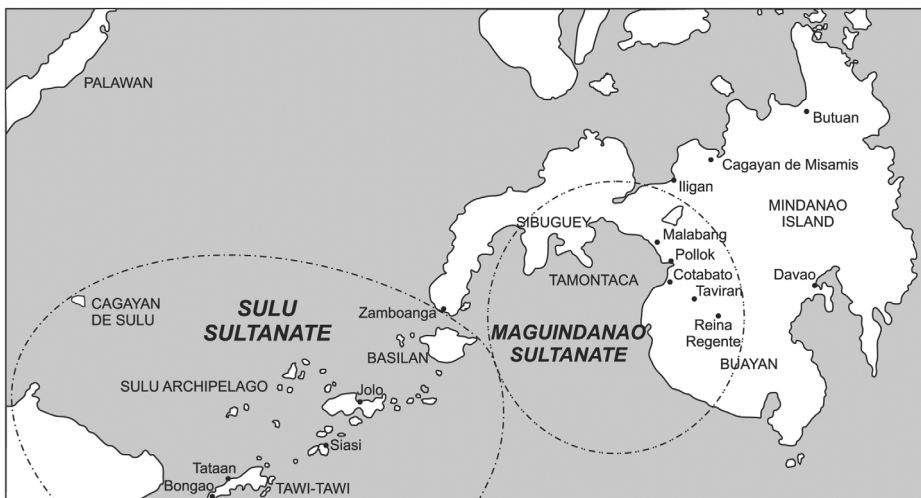 PALAWAN
Butuan
Cagayan de Misamis
Iligan
MINDANAO
ISLAND
SIBUGUEY
Malabang
Pollok
TAMONTACA
Cotabato
Davao
Taviran
CAGAYAN
DE SULU
SULU
SULTANATE
Zamboanga
MAGUINDANAO
SULTANATE
Reina
Regente
BASILAN
BUAYAN
SULU ARCHIPELAGO
Jolo
Siasi
Tataan
Bongao
TAWI-TAWI